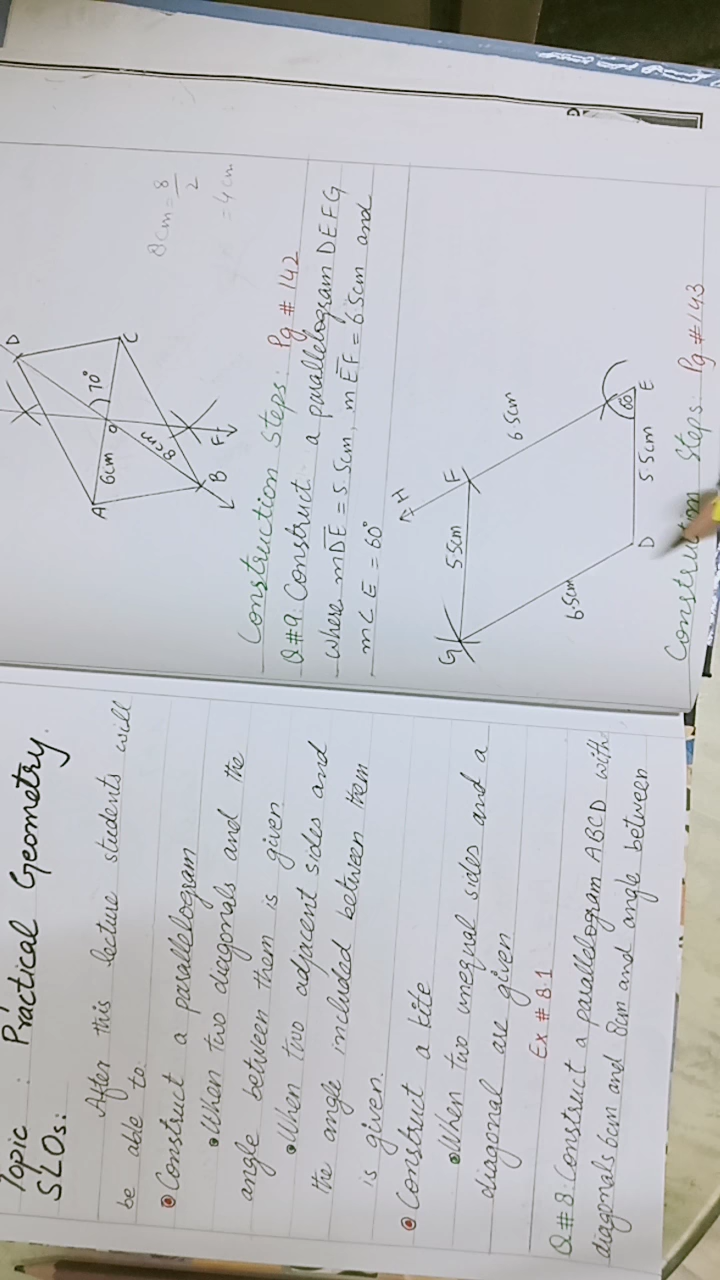 Topic : Practical Geometry.
SLOs:
After this lecture students will
be able to
Construct a parallelogram
When two diagonals and the
angle between them is given.
When two adjacent sides and
the angle included between them
is given.
Construct a kite
When two unequal sides and a
diagonal are given
Ex # 8.1
Q # 8: Construct a parallelogram ABCD with
diagonals 6cm and 8cm and angle between
D
C
70°
O
6cm
8cm
A
B
F
8cm = 8/2
= 4cm
Construction Steps: Pg # 142
Q # 9: Construct a parallelogram DEFG
where mDE = 5.5cm, mEF = 6.5cm and
m∠E = 60°
H
G
5.5cm
F
6.5cm
6.5cm
60°
D
5.5cm
E
Construction Steps: Pg # 143